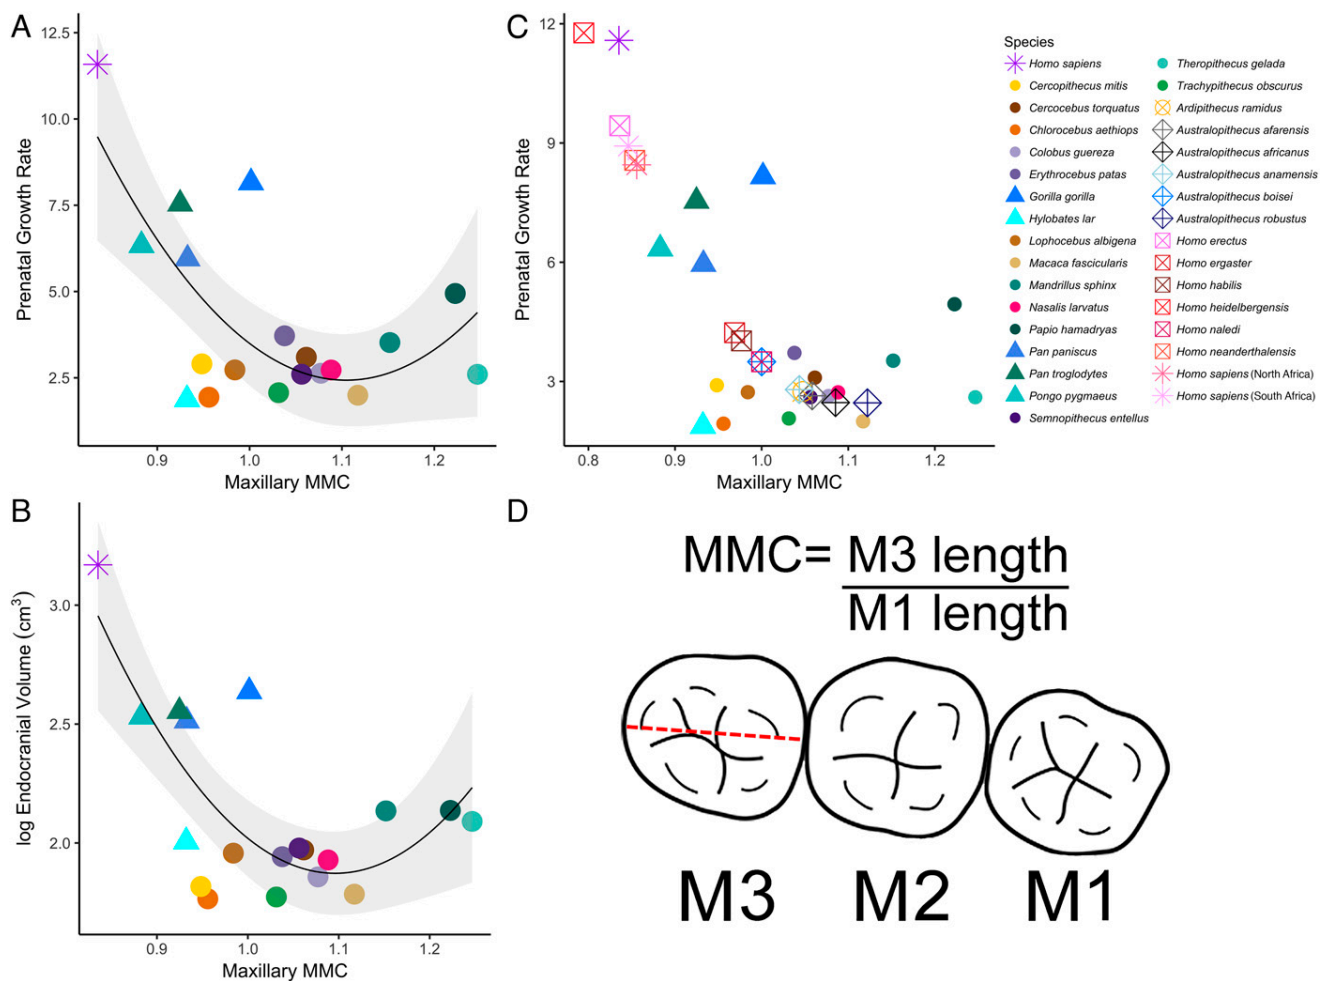 A
Prenatal Growth Rate
12.5
10.0
7.5
5.0
2.5
0.9
1.0
1.1
1.2
Maxillary MMC
C
Prenatal Growth Rate
12
9
6
3
0.8
0.9
1.0
1.1
1.2
Maxillary MMC
Species
Homo sapiens
Cercopithecus mitis
Cercocebus torquatus
Chlorocebus aethiops
Colobus guereza
Erythrocebus patas
Gorilla gorilla
Hylobates lar
Lophocebus albigena
Macaca fascicularis
Mandrillus sphinx
Nasalis larvatus
Papio hamadryas
Pan paniscus
Pan troglodytes
Pongo pygmaeus
Semnopithecus entellus
Theropithecus gelada
Trachypithecus obscurus
Ardipithecus ramidus
Australopithecus afarensis
Australopithecus africanus
Australopithecus anamensis
Australopithecus boisei
Australopithecus robustus
Homo erectus
Homo ergaster
Homo habilis
Homo heidelbergensis
Homo naledi
Homo neanderthalensis
Homo sapiens (North Africa)
Homo sapiens (South Africa)
B
log Endocranial Volume (cm³)
3.0
2.5
2.0
0.9
1.0
1.1
1.2
Maxillary MMC
D
MMC= M3 length
M1 length
M3 M2 M1